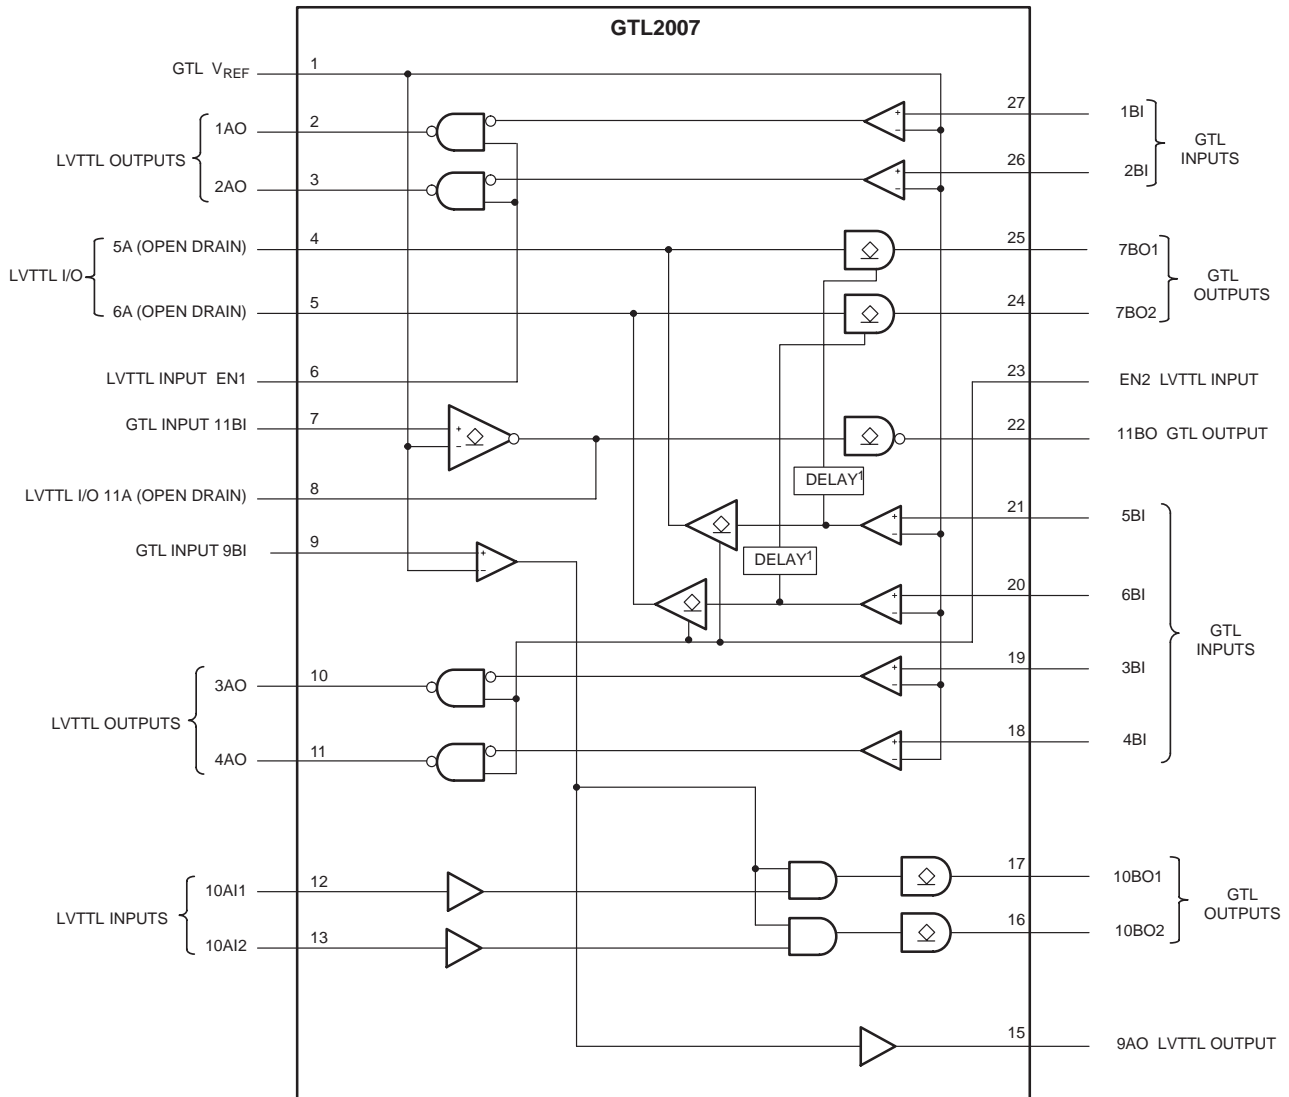 GTL2007
GTL VREF
1
1AO
2
LVTTL OUTPUTS
2AO
3
5A (OPEN DRAIN)
4
LVTTL I/O
6A (OPEN DRAIN)
5
LVTTL INPUT EN1
6
GTL INPUT 11BI
7
LVTTL I/O 11A (OPEN DRAIN)
8
GTL INPUT 9BI
9
3AO
10
LVTTL OUTPUTS
4AO
11
10AI1
12
LVTTL INPUTS
10AI2
13
+
−
+
−
DELAY1
DELAY1
+
−
+
−
+
−
+
−
+
−
+
−
27
1BI
GTL
INPUTS
26
2BI
25
7BO1
GTL
OUTPUTS
24
7BO2
23
EN2 LVTTL INPUT
22
11BO GTL OUTPUT
21
5BI
20
6BI
GTL
INPUTS
19
3BI
18
4BI
17
10BO1
GTL
OUTPUTS
16
10BO2
15
9AO LVTTL OUTPUT